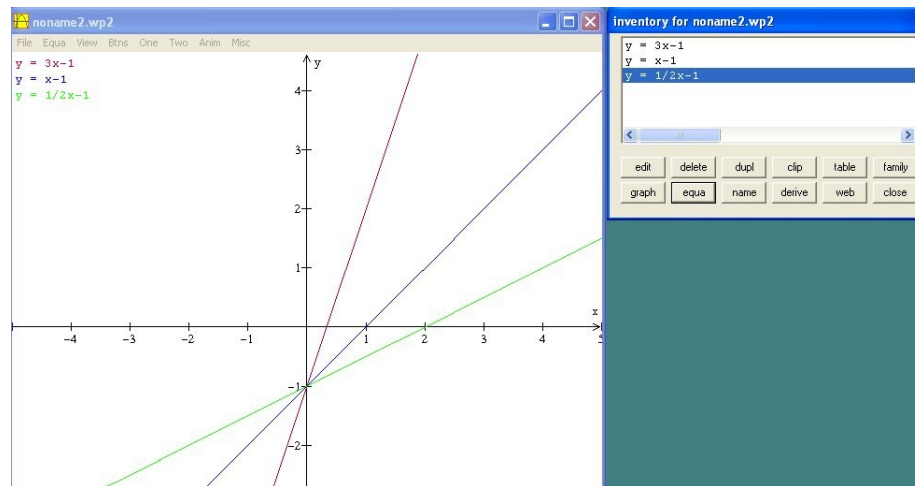 noname2.wp2
File Equa View Btns One Two Anim Misc
y = 3x-1
y = x-1
y = 1/2x-1
y
4
3
2
1
x
-4 -3 -2 -1 1 2 3 4 5
-1
-2
inventory for noname2.wp2
y = 3x-1
y = x-1
y = 1/2x-1
edit delete dupl clip table family
graph equa name derive web close